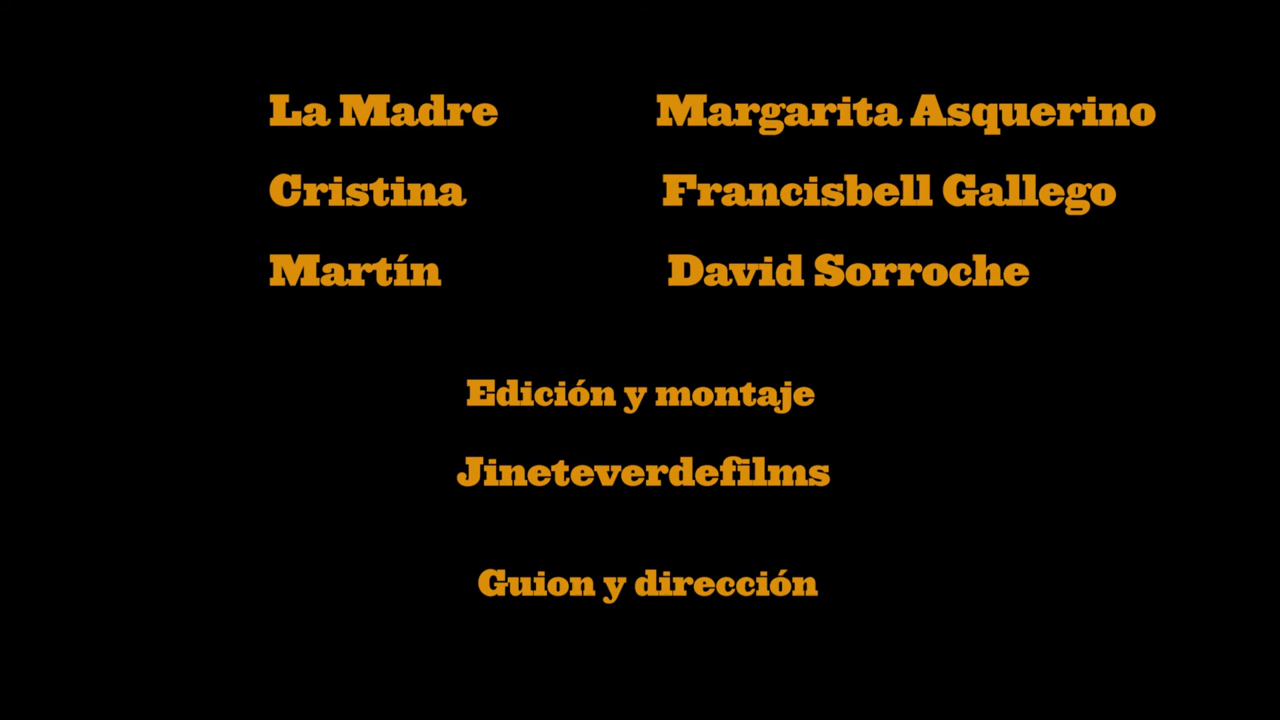 La Madre Margarita Asquerino
Cristina Francisbell Gallego
Martín David Sorroche
Edición y montaje
Jineteverdefilms
Guion y dirección